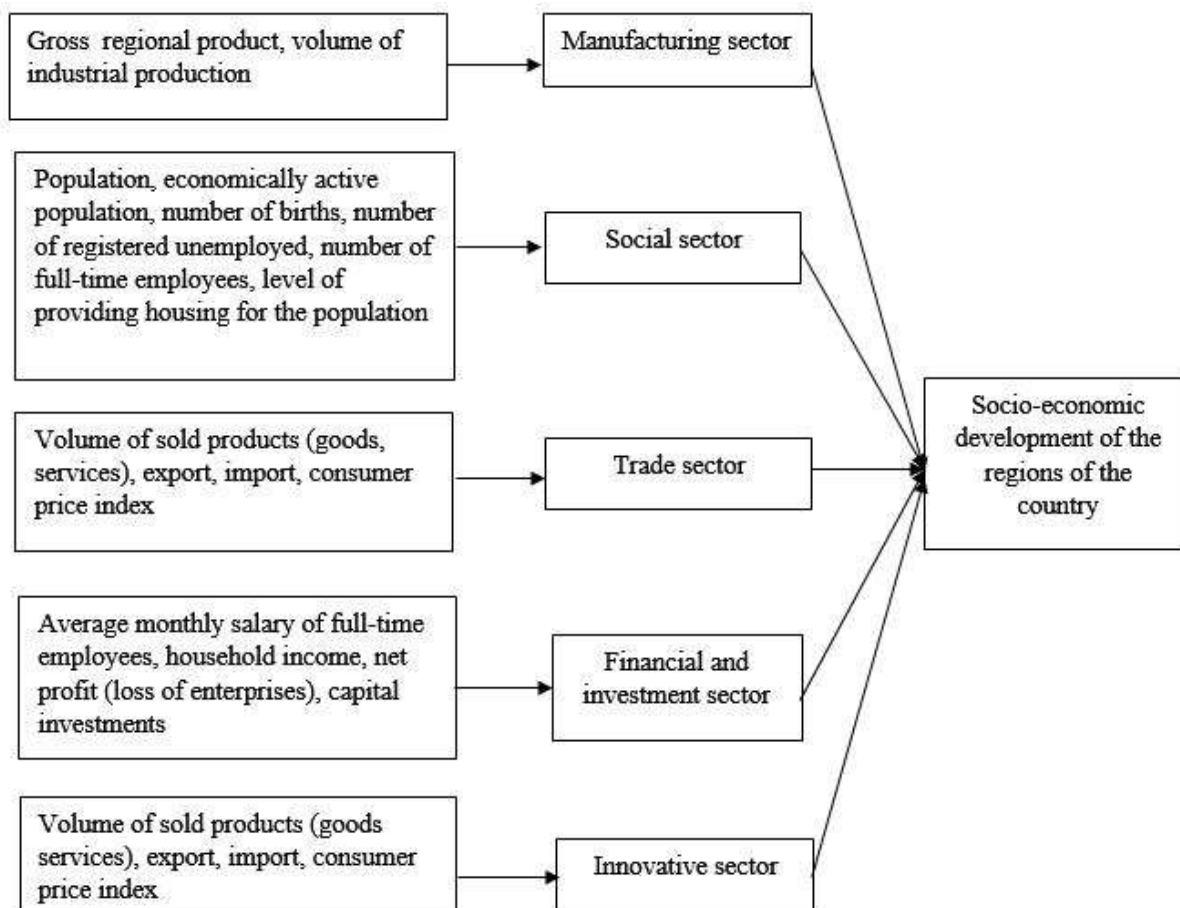 Gross regional product, volume of
industrial production
Manufacturing sector
Population, economically active
population, number of births, number
of registered unemployed, number of
full-time employees, level of
providing housing for the population
Social sector
Volume of sold products (goods,
services), export, import, consumer
price index
Trade sector
Socio-economic
development of the
regions of the
country
Average monthly salary of full-time
employees, household income, net
profit (loss of enterprises), capital
investments
Financial and
investment sector
Volume of sold products (goods
services), export, import, consumer
price index
Innovative sector